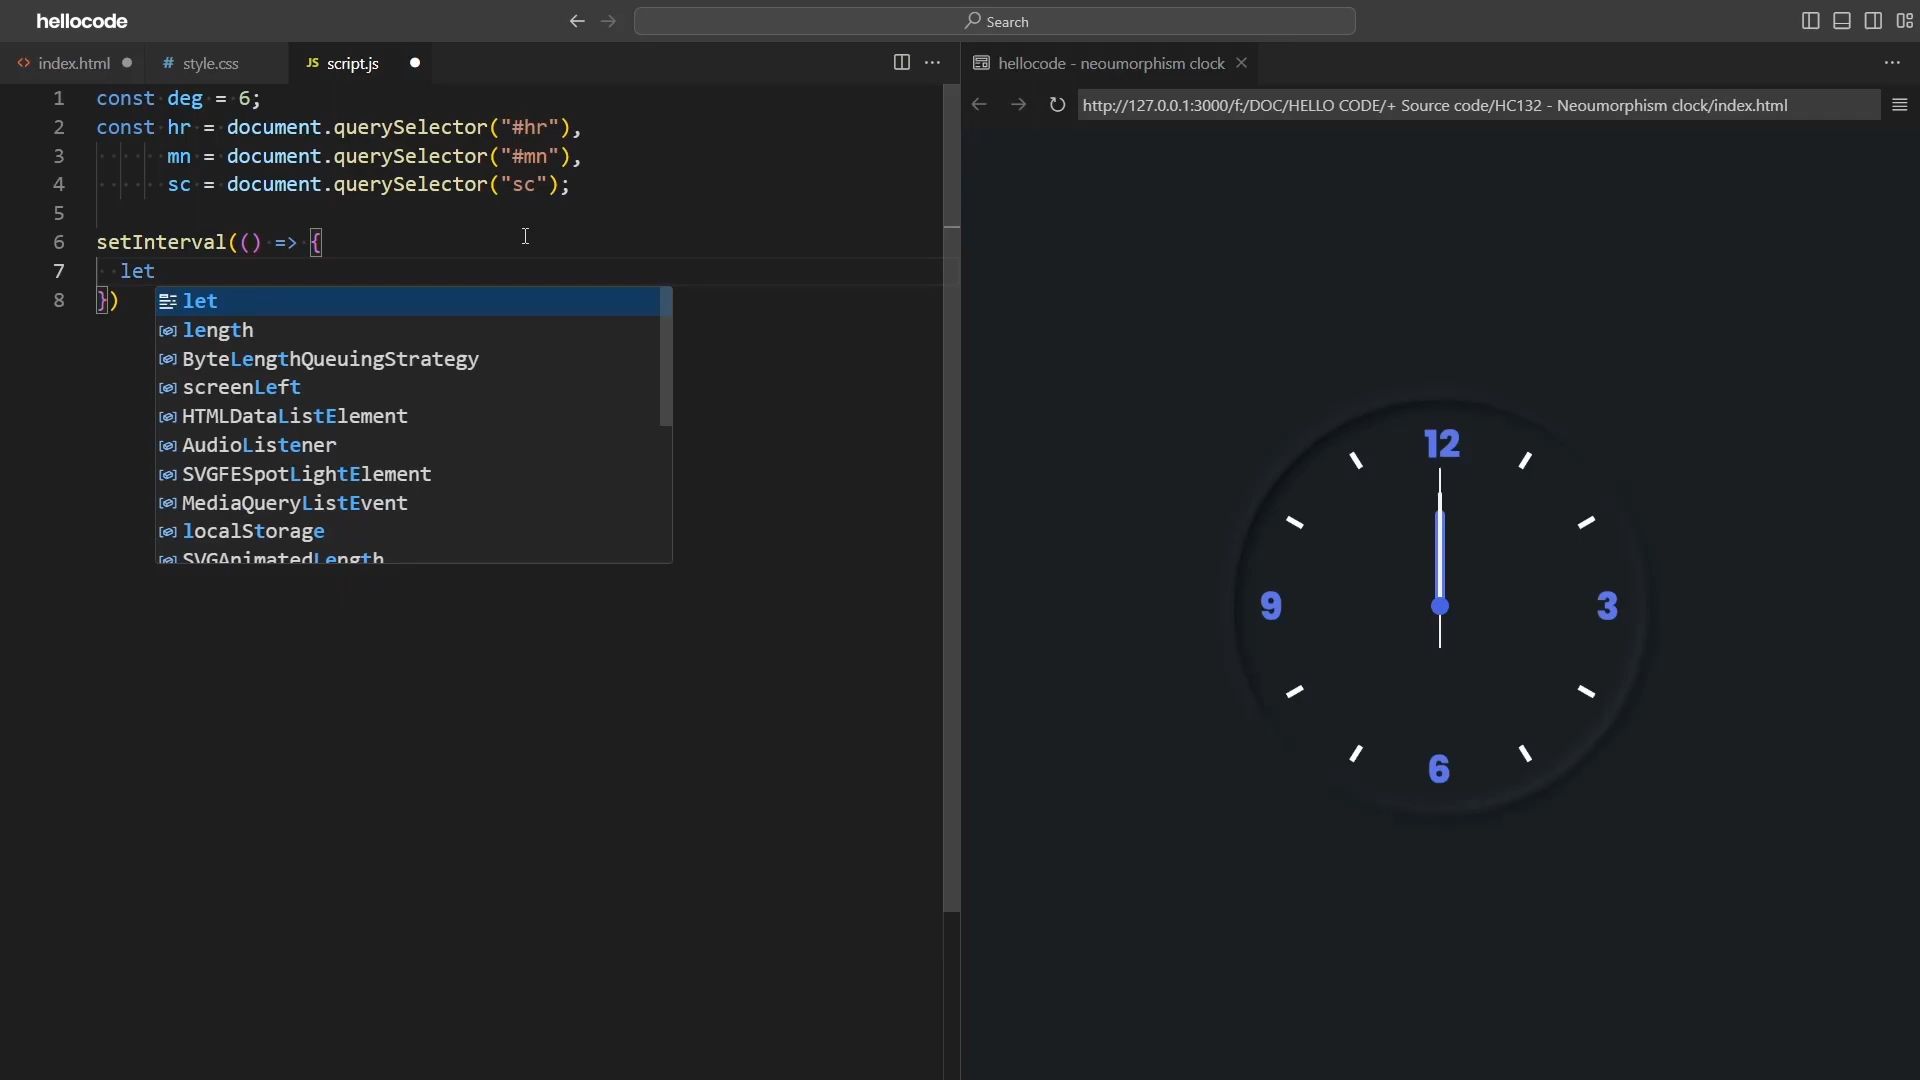 hellocode
Search
index.html
# style.css
JS script.js
hellocode - neoumorphism clock
http://127.0.0.1:3000/f:/DOC/HELLO CODE/+ Source code/HC132 - Neoumorphism clock/index.html
1 const deg = 6;
2 const hr = document.querySelector("#hr"),
3 mn = document.querySelector("#mn"),
4 sc = document.querySelector("sc");
5
6 setInterval(() => {
7 let
8 })
let
length
ByteLengthQueuingStrategy
screenLeft
HTMLDataListElement
AudioListener
SVGFESpotLightElement
MediaQueryListEvent
localStorage
SVGAnimatedLength
12
9
3
6